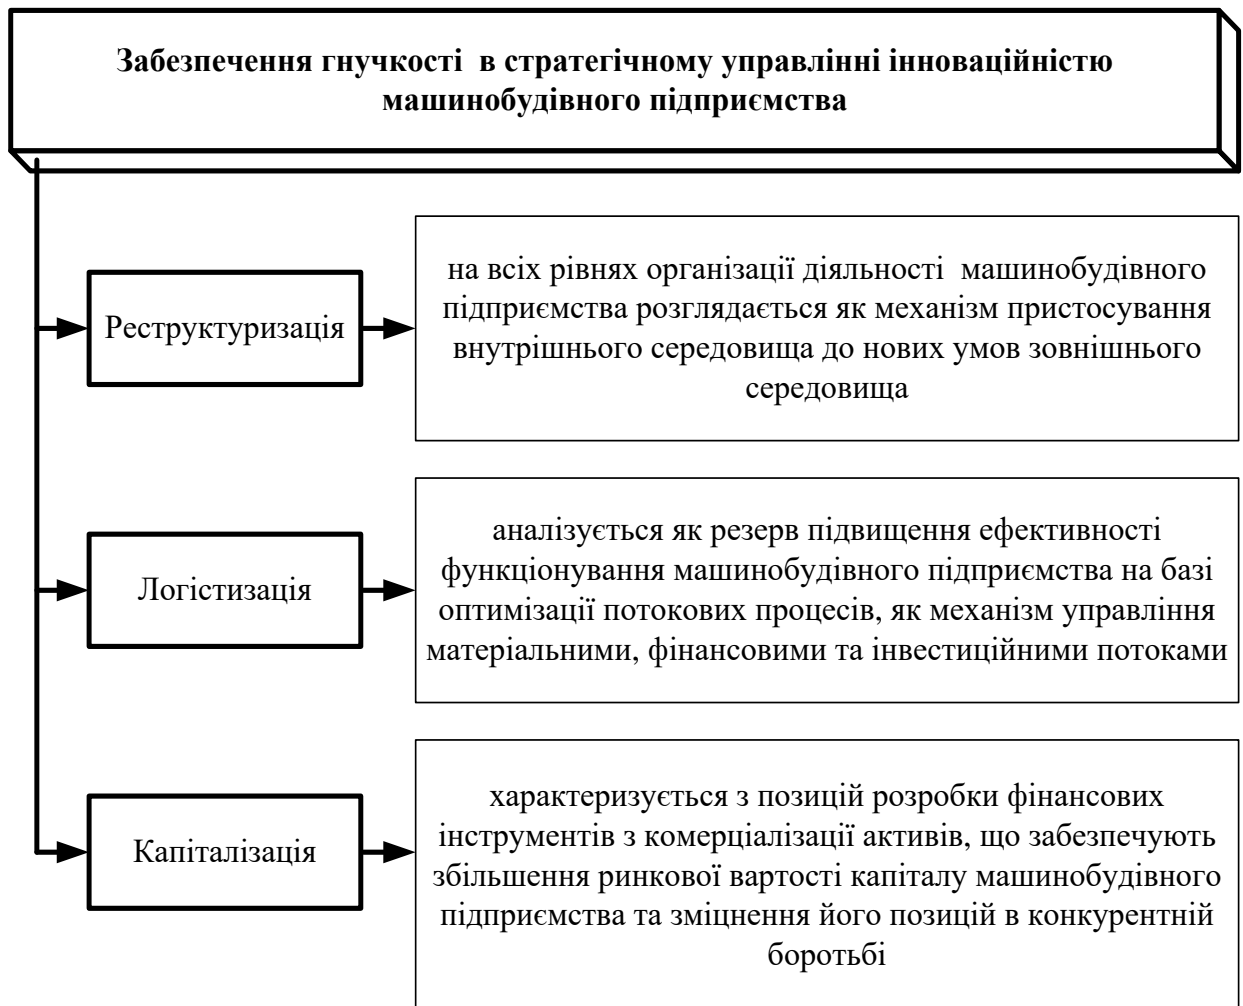 Забезпечення гнучкості в стратегічному управлінні інноваційністю
машинобудівного підприємства
Реструктуризація
на всіх рівнях організації діяльності машинобудівного
підприємства розглядається як механізм пристосування
внутрішнього середовища до нових умов зовнішнього
середовища
Логістизація
аналізується як резерв підвищення ефективності
функціонування машинобудівного підприємства на базі
оптимізації потокових процесів, як механізм управління
матеріальними, фінансовими та інвестиційними потоками
Капіталізація
характеризується з позицій розробки фінансових
інструментів з комерціалізації активів, що забезпечують
збільшення ринкової вартості капіталу машинобудівного
підприємства та зміцнення його позицій в конкурентній
боротьбі